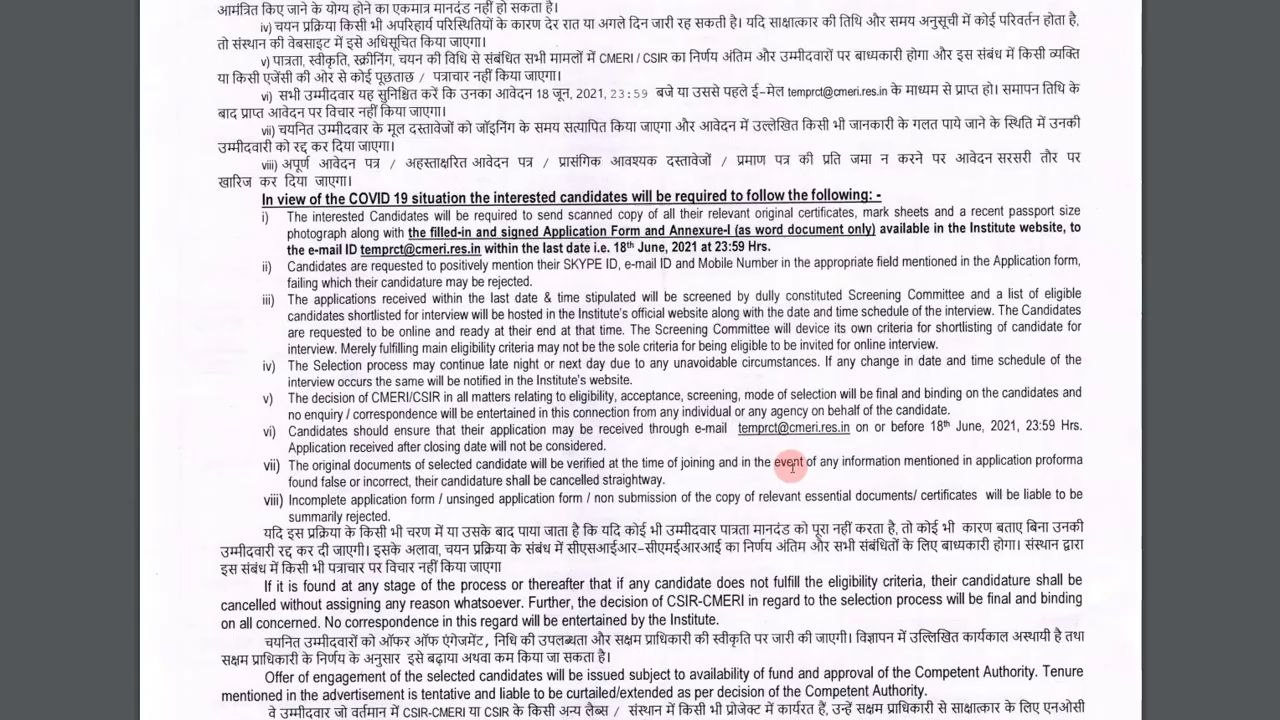 आमंत्रित किए जाने के योग्य होने का एकमात्र मानदंड नहीं हो सकता है।
iv) चयन प्रक्रिया किसी भी अपरिहार्य परिस्थितियों के कारण देर रात या अगले दिन जारी रह सकती है। यदि साक्षात्कार की तिथि और समय अनुसूची में कोई परिवर्तन होता है,
तो संस्थान की वेबसाइट में इसे अधिसूचित किया जाएगा।
v) पात्रता, स्वीकृति, स्क्रीनिंग, चयन की विधि से संबंधित सभी मामलों में CMERI / CSIR का निर्णय अंतिम और उम्मीदवारों पर बाध्यकारी होगा और इस संबंध में किसी व्यक्ति
या किसी एजेंसी की ओर से कोई पूछताछ / पत्राचार नहीं किया जाएगा।
vi) सभी उम्मीदवार यह सुनिश्चित करें कि उनका आवेदन 18 जून, 2021, 23:59 बजे या उससे पहले ई-मेल temprct@cmeri.res.in के माध्यम से प्राप्त हो। समापन तिथि के
बाद प्राप्त आवेदन पर विचार नहीं किया जाएगा।
vii) चयनित उम्मीदवार के मूल दस्तावेजों को जॉइनिंग के समय सत्यापित किया जाएगा और आवेदन में उल्लेखित किसी भी जानकारी के गलत पाये जाने के स्थिति में उनकी
उम्मीदवारी को रद्द कर दिया जाएगा।
viii) अपूर्ण आवेदन पत्र / अहस्ताक्षरित आवेदन पत्र / प्रासंगिक आवश्यक दस्तावेजों / प्रमाण पत्र की प्रति जमा न करने पर आवेदन सरसरी तौर पर
खारिज कर दिया जाएगा।
In view of the COVID 19 situation the interested candidates will be required to follow the following: -
i) The interested Candidates will be required to send scanned copy of all their relevant original certificates, mark sheets and a recent passport size
photograph along with the filled-in and signed Application Form and Annexure-I (as word document only) available in the Institute website, to
the e-mail ID temprct@cmeri.res.in within the last date i.e. 18th June, 2021 at 23:59 Hrs.
ii) Candidates are requested to positively mention their SKYPE ID, e-mail ID and Mobile Number in the appropriate field mentioned in the Application form,
failing which their candidature may be rejected.
iii) The applications received within the last date & time stipulated will be screened by dully constituted Screening Committee and a list of eligible
candidates shortlisted for interview will be hosted in the Institute's official website along with the date and time schedule of the interview. The Candidates
are requested to be online and ready at their end at that time. The Screening Committee will device its own criteria for shortlisting of candidate for
interview. Merely fulfilling main eligibility criteria may not be the sole criteria for being eligible to be invited for online interview.
iv) The Selection process may continue late night or next day due to any unavoidable circumstances. If any change in date and time schedule of the
interview occurs the same will be notified in the Institute's website.
v) The decision of CMERI/CSIR in all matters relating to eligibility, acceptance, screening, mode of selection will be final and binding on the candidates and
no enquiry / correspondence will be entertained in this connection from any individual or any agency on behalf of the candidate.
vi) Candidates should ensure that their application may be received through e-mail temprct@cmeri.res.in on or before 18th June, 2021, 23:59 Hrs.
Application received after closing date will not be considered.
vii) The original documents of selected candidate will be verified at the time of joining and in the event of any information mentioned in application proforma
found false or incorrect, their candidature shall be cancelled straightway.
viii) Incomplete application form / unsinged application form / non submission of the copy of relevant essential documents/ certificates will be liable to be
summarily rejected.
यदि इस प्रक्रिया के किसी भी चरण में या उसके बाद पाया जाता है कि यदि कोई भी उम्मीदवार पात्रता मानदंड को पूरा नहीं करता है, तो कोई भी कारण बताए बिना उनकी
उम्मीदवारी रद्द कर दी जाएगी। इसके अलावा, चयन प्रक्रिया के संबंध में सीएसआईआर-सीएमईआरआई का निर्णय अंतिम और सभी संबंधितों के लिए बाध्यकारी होगा। संस्थान द्वारा
इस संबंध में किसी भी पत्राचार पर विचार नहीं किया जाएगा
If it is found at any stage of the process or thereafter that if any candidate does not fulfill the eligibility criteria, their candidature shall be
cancelled without assigning any reason whatsoever. Further, the decision of CSIR-CMERI in regard to the selection process will be final and binding
on all concerned. No correspondence in this regard will be entertained by the Institute.
चयनित उम्मीदवारों को ऑफर ऑफ एंगेजमेंट, निधि की उपलब्धता और सक्षम प्राधिकारी की स्वीकृति पर जारी की जाएगी। विज्ञापन में उल्लिखित कार्यकाल अस्थायी है तथा
सक्षम प्राधिकारी के निर्णय के अनुसार इसे बढ़ाया अथवा कम किया जा सकता है।
Offer of engagement of the selected candidates will be issued subject to availability of fund and approval of the Competent Authority. Tenure
mentioned in the advertisement is tentative and liable to be curtailed/extended as per decision of the Competent Authority.
वे उम्मीदवार जो वर्तमान में CSIR-CMERI या CSIR के किसी अन्य लैब्स / संस्थान में किसी भी प्रोजेक्ट में कार्यरत हैं, उन्हें सक्षम प्राधिकारी से साक्षात्कार के लिए एनओसी